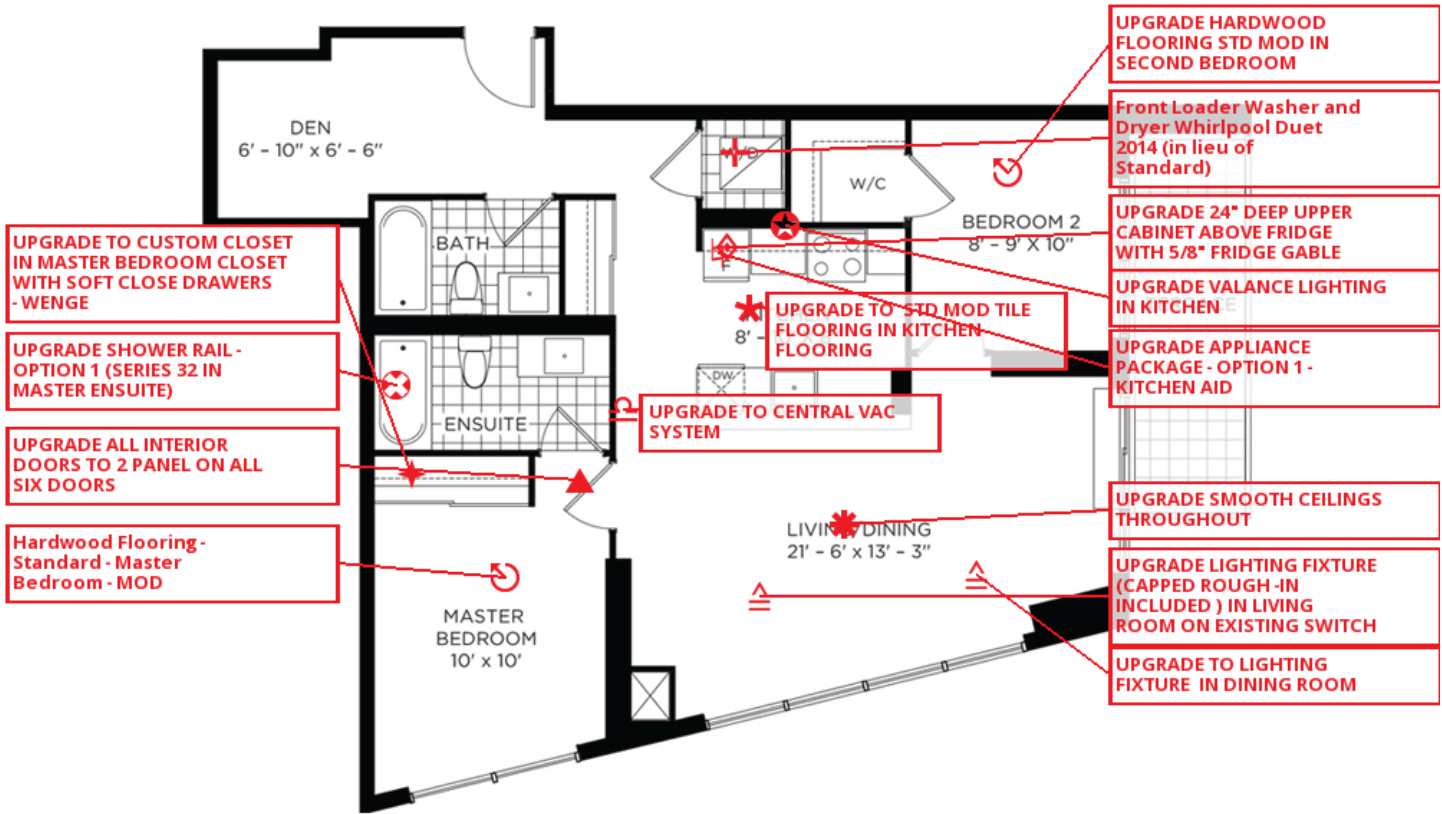 UPGRADE HARDWOOD
FLOORING STD MOD IN
SECOND BEDROOM
Front Loader Washer and
Dryer Whirlpool Duet
2014 (in lieu of
Standard)
DEN
6' - 10" x 6' - 6"
W/D
W/C
BEDROOM 2
8' - 9' X 10"
UPGRADE 24" DEEP UPPER
CABINET ABOVE FRIDGE
WITH 5/8" FRIDGE GABLE
UPGRADE TO CUSTOM CLOSET
IN MASTER BEDROOM CLOSET
WITH SOFT CLOSE DRAWERS
- WENGE
BATH
F
UPGRADE VALANCE LIGHTING
IN KITCHEN
UPGRADE TO STD MOD TILE
FLOORING IN KITCHEN
FLOORING
8' -
UPGRADE SHOWER RAIL -
OPTION 1 (SERIES 32 IN
MASTER ENSUITE)
UPGRADE APPLIANCE
PACKAGE - OPTION 1 -
KITCHEN AID
DW
ENSUITE
UPGRADE TO CENTRAL VAC
SYSTEM
UPGRADE ALL INTERIOR
DOORS TO 2 PANEL ON ALL
SIX DOORS
UPGRADE SMOOTH CEILINGS
THROUGHOUT
LIVING/DINING
21' - 6' x 13' - 3"
Hardwood Flooring -
Standard - Master
Bedroom - MOD
UPGRADE LIGHTING FIXTURE
(CAPPED ROUGH -IN
INCLUDED ) IN LIVING
ROOM ON EXISTING SWITCH
MASTER
BEDROOM
10' x 10'
UPGRADE TO LIGHTING
FIXTURE IN DINING ROOM